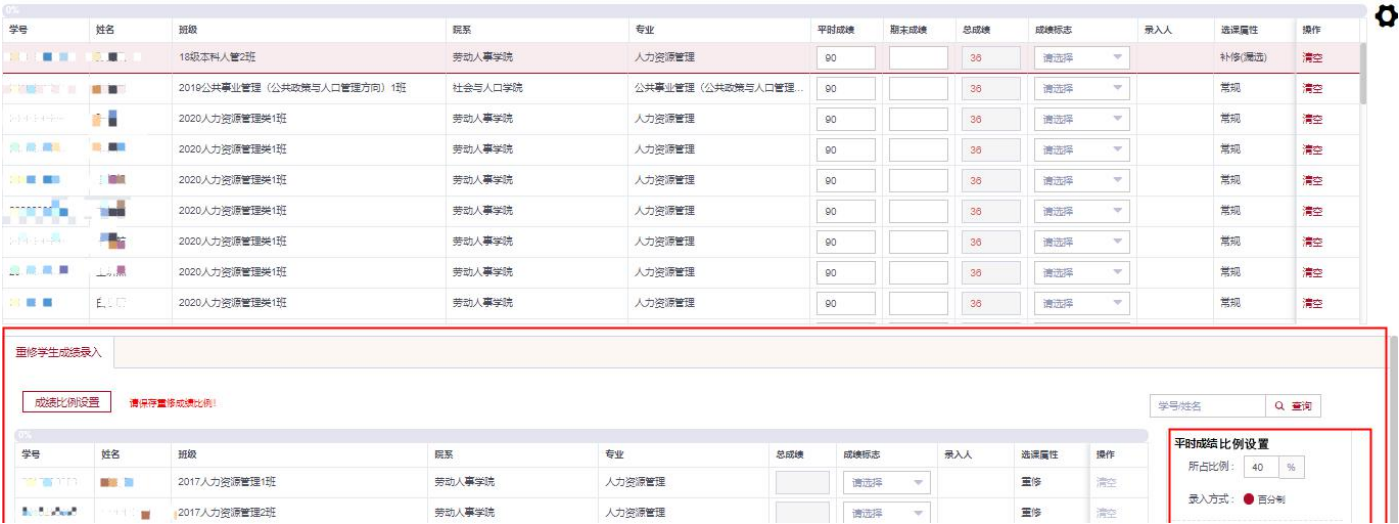 0%
学号 姓名 班级 院系 专业 平时成绩 期末成绩 总成绩 成绩标志 录入人 选课属性 操作
18级本科人管2班 劳动人事学院 人力资源管理 90 36 请选择 补修(漏选) 清空
2019公共事业管理（公共政策与人口管理方向）1班 社会与人口学院 公共事业管理（公共政策与人口管理... 90 36 请选择 常规 清空
2020人力资源管理类1班 劳动人事学院 人力资源管理 90 36 请选择 常规 清空
2020人力资源管理类1班 劳动人事学院 人力资源管理 90 36 请选择 常规 清空
2020人力资源管理类1班 劳动人事学院 人力资源管理 90 36 请选择 常规 清空
2020人力资源管理类1班 劳动人事学院 人力资源管理 90 36 请选择 常规 清空
2020人力资源管理类1班 劳动人事学院 人力资源管理 90 36 请选择 常规 清空
2020人力资源管理类1班 劳动人事学院 人力资源管理 90 36 请选择 常规 清空
2020人力资源管理类1班 劳动人事学院 人力资源管理 90 36 请选择 常规 清空
重修学生成绩录入
成绩比例设置 请保存重修成绩比例! 学号/姓名 查询
0%
学号 姓名 班级 院系 专业 总成绩 成绩标志 录入人 选课属性 操作
2017人力资源管理1班 劳动人事学院 人力资源管理 请选择 重修 清空
2017人力资源管理2班 劳动人事学院 人力资源管理 请选择 重修 清空
平时成绩比例设置
所占比例: 40 %
录入方式: 百分制